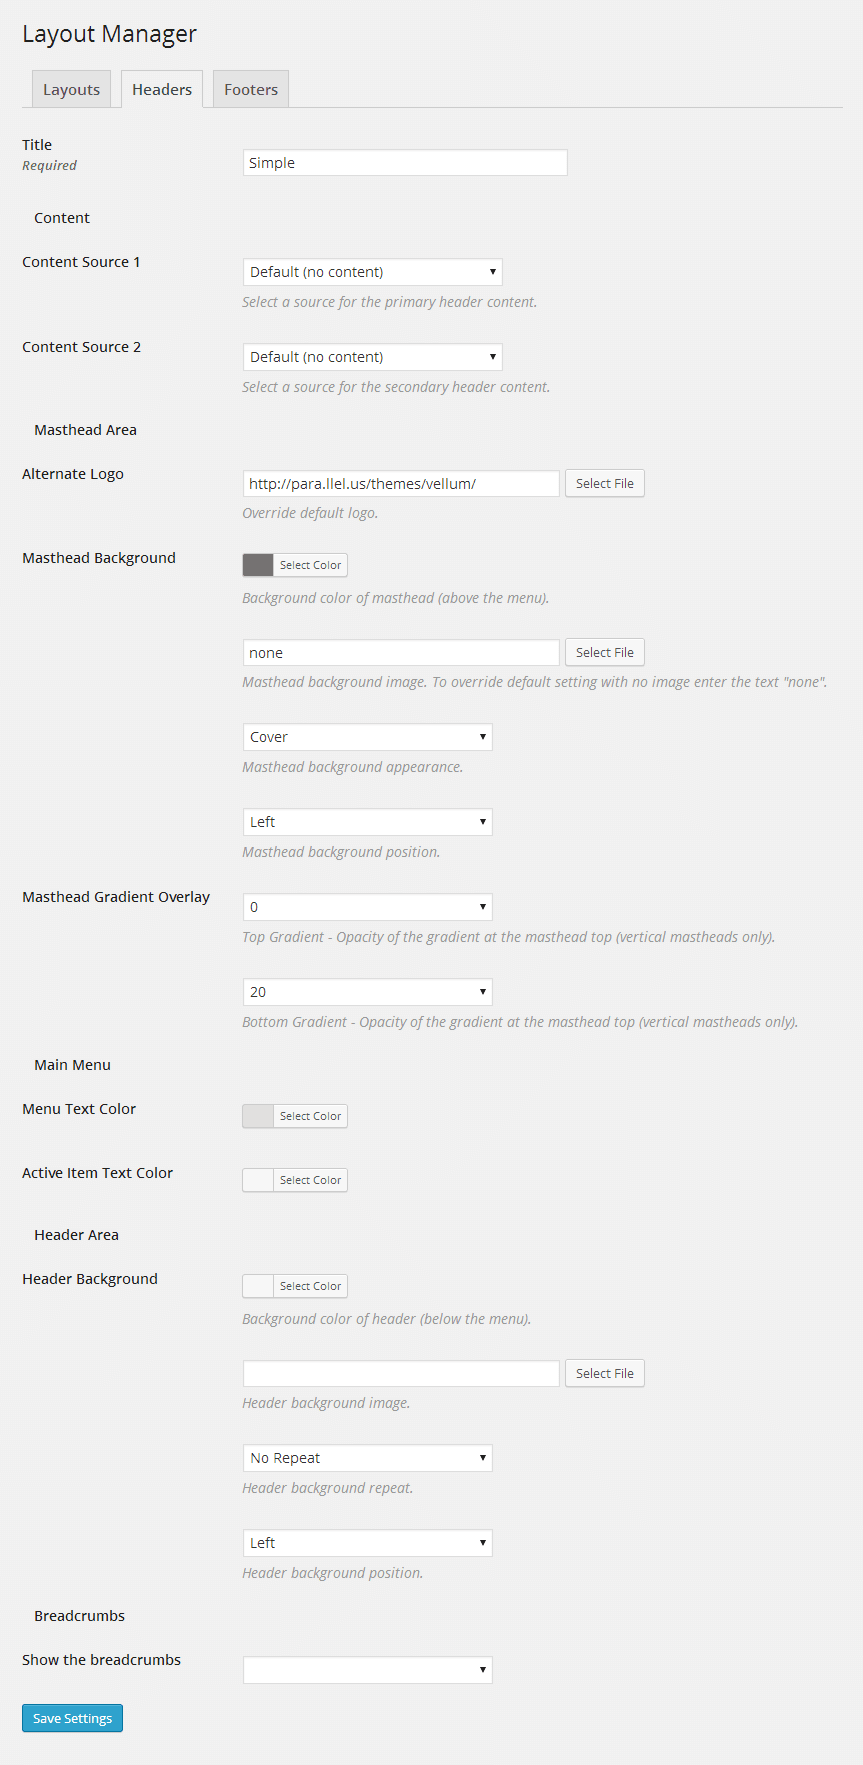 Layout Manager
Layouts
Headers
Footers
Title
Required
Simple
Content
Content Source 1
Default (no content)
Select a source for the primary header content.
Content Source 2
Default (no content)
Select a source for the secondary header content.
Masthead Area
Alternate Logo
http://para.llel.us/themes/vellum/
Select File
Override default logo.
Masthead Background
Select Color
Background color of masthead (above the menu).
none
Select File
Masthead background image. To override default setting with no image enter the text "none".
Cover
Masthead background appearance.
Left
Masthead background position.
Masthead Gradient Overlay
0
Top Gradient - Opacity of the gradient at the masthead top (vertical mastheads only).
20
Bottom Gradient - Opacity of the gradient at the masthead top (vertical mastheads only).
Main Menu
Menu Text Color
Select Color
Active Item Text Color
Select Color
Header Area
Header Background
Select Color
Background color of header (below the menu).
Select File
Header background image.
No Repeat
Header background repeat.
Left
Header background position.
Breadcrumbs
Show the breadcrumbs
Save Settings